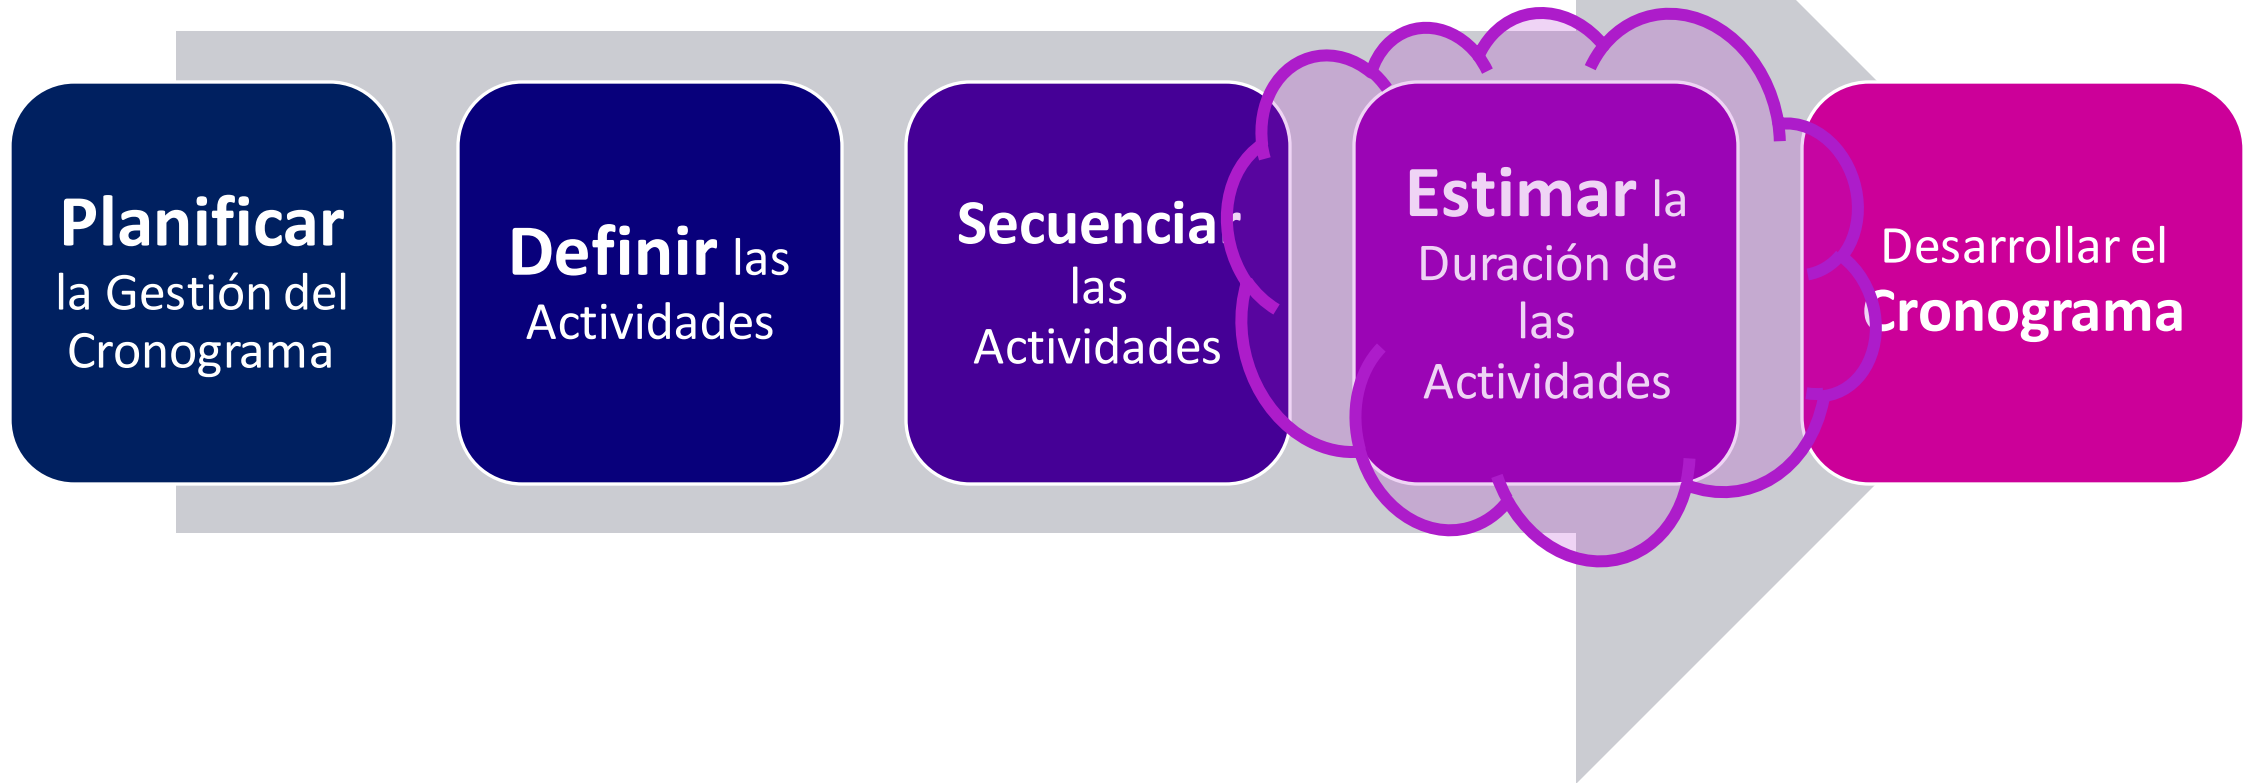 Planificar
la Gestión del
Cronograma
Definir las
Actividades
Secuenciar
las
Actividades
Estimar la
Duración de
las
Actividades
Desarrollar el
Cronograma